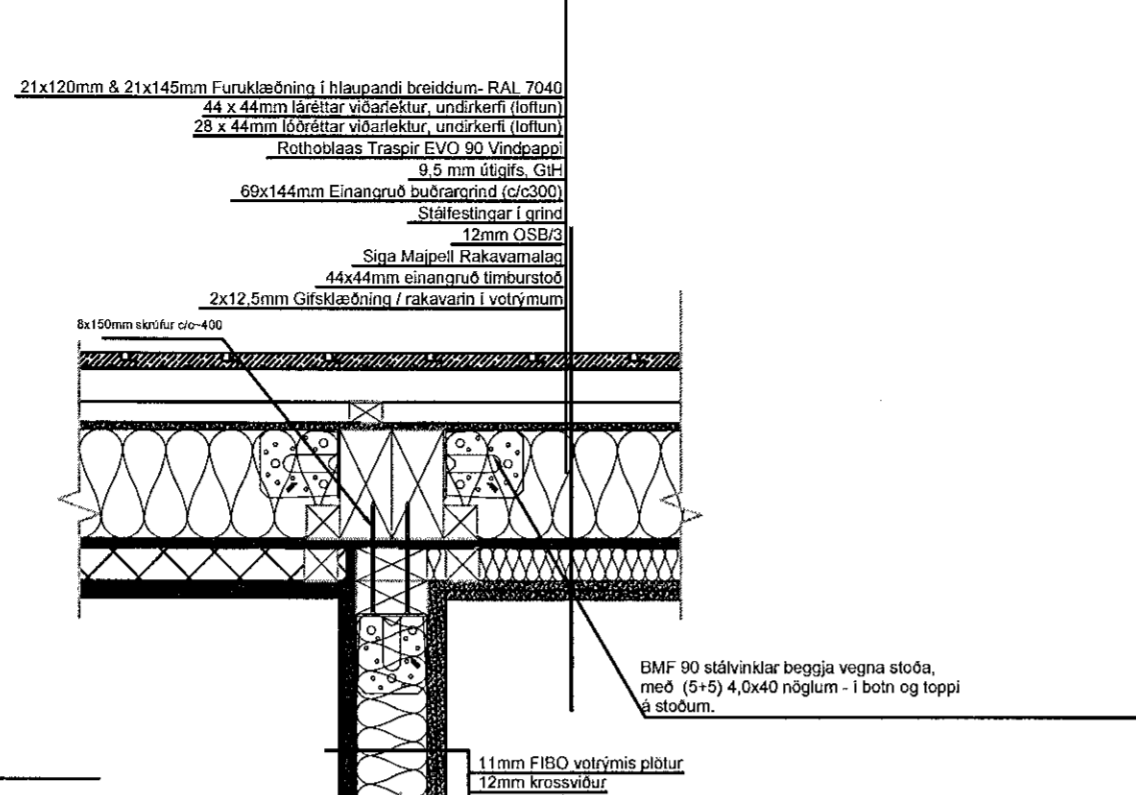 21x120mm & 21x145mm Furuklæðning í hlaupandi breiddum- RAL 7040
44 x 44mm láréttar viðarlektur, undirkerfi (loftun)
28 x 44mm lóðréttar viðarlektur, undirkerfi (loftun)
Rothoblaas Traspir EVO 90 Vindpappi
9,5 mm útigifs, GtH
69x144mm Einangruð buðrargrind (c/c300)
Stálfestingar í grind
12mm OSB/3
Siga Majpell Rakavarnalag
44x44mm einangruð timburstoð
2x12,5mm Gifsklæðning / rakavarin í votrýmum
8x150mm skrúfur c/c~400
BMF 90 stálvinklar beggja vegna stoða,
með (5+5) 4,0x40 nöglum - í botn og toppi
á stoðum.
11mm FIBO votrýmis plötur
12mm krossviður